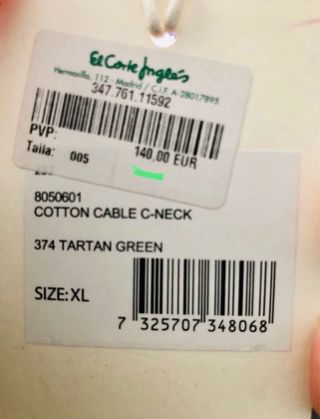 El Corte Inglés
Hermosilla, 112 - Madrid / C.I.F. A-28017895
347.761.11592
PVP:
Talla: 005 140,00 EUR
8050601
COTTON CABLE C-NECK
374 TARTAN GREEN
SIZE: XL
7 325707 348068